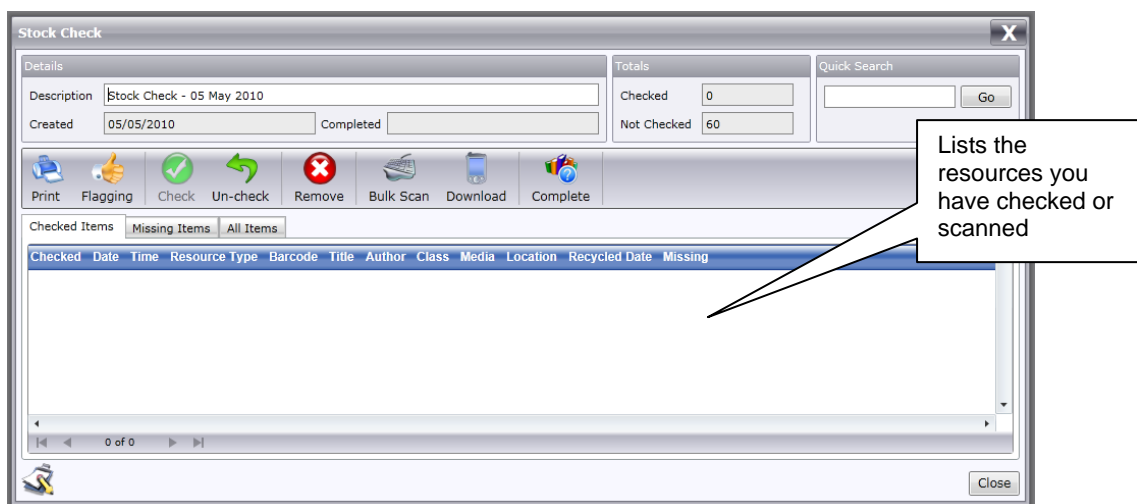 Stock Check
X
Details
Totals
Quick Search
Description Stock Check - 05 May 2010
Checked 0
Go
Created 05/05/2010 Completed
Not Checked 60
Lists the
resources you
have checked or
scanned
Print Flagging Check Un-check Remove Bulk Scan Download Complete
Checked Items Missing Items All Items
Checked Date Time Resource Type Barcode Title Author Class Media Location Recycled Date Missing
0 of 0
Close